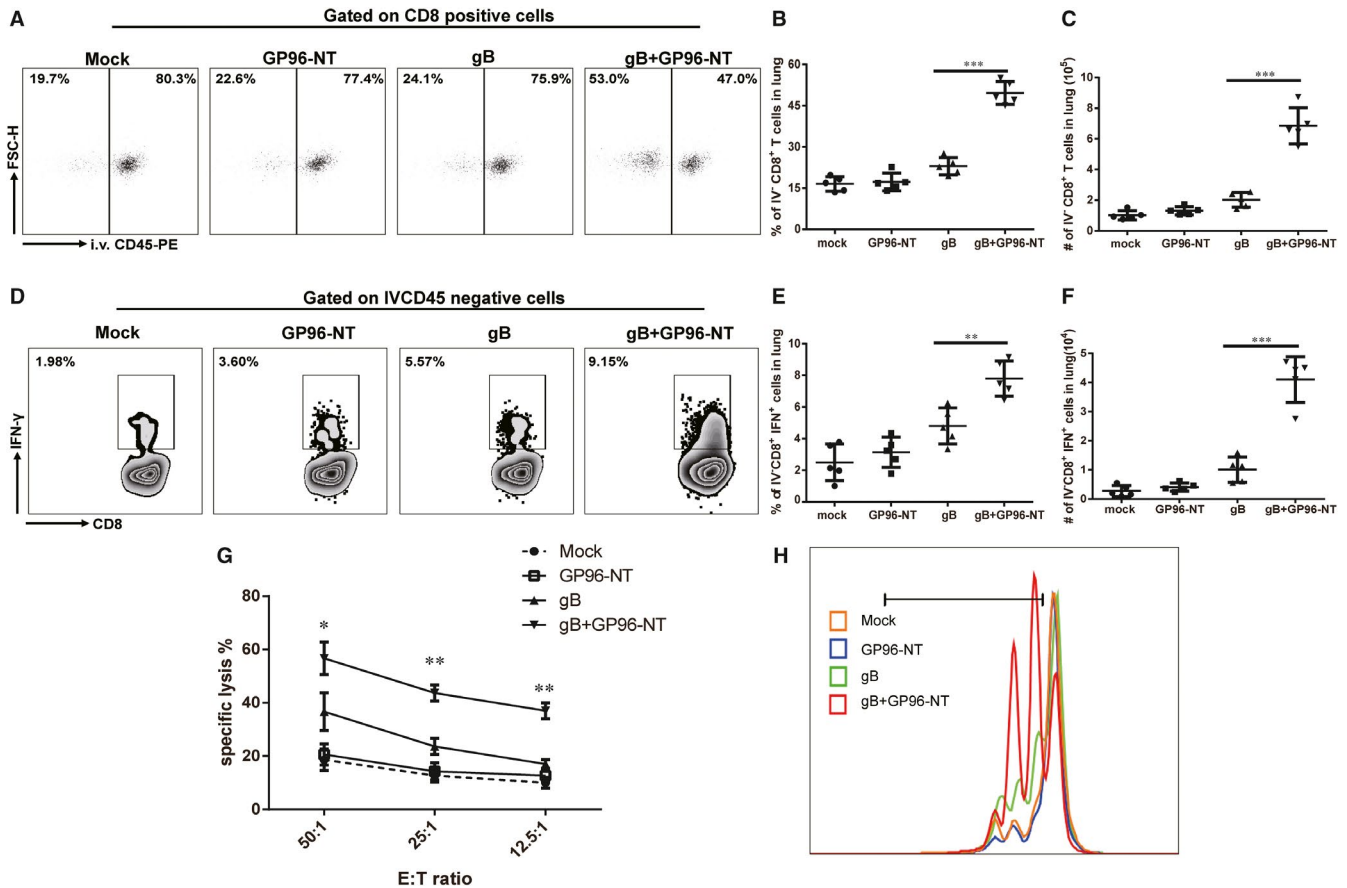 A
Gated on CD8 positive cells
Mock GP96-NT gB gB+GP96-NT
19.7% 80.3% 22.6% 77.4% 24.1% 75.9% 53.0% 47.0%
FSC-H
i.v. CD45-PE
B
% of IV⁻ CD8⁺ T cells in lung
60
45
30
15
0
***
mock GP96-NT gB gB+GP96-NT
C
# of IV⁻ CD8⁺ T cells in lung (10⁵)
10
8
6
4
2
0
***
mock GP96-NT gB gB+GP96-NT
D
Gated on IVCD45 negative cells
Mock GP96-NT gB gB+GP96-NT
1.98% 3.60% 5.57% 9.15%
IFN-γ
CD8
E
% of IV⁻CD8⁺ IFN⁺ cells in lung
10
8
6
4
2
0
**
mock GP96-NT gB gB+GP96-NT
F
# of IV⁻CD8⁺ IFN⁺ cells in lung(10⁴)
5
4
3
2
1
0
***
mock GP96-NT gB gB+GP96-NT
G
Mock
GP96-NT
gB
gB+GP96-NT
specific lysis %
80
60
40
20
0
*
**
**
50:1 25:1 12.5:1
E:T ratio
H
Mock
GP96-NT
gB
gB+GP96-NT